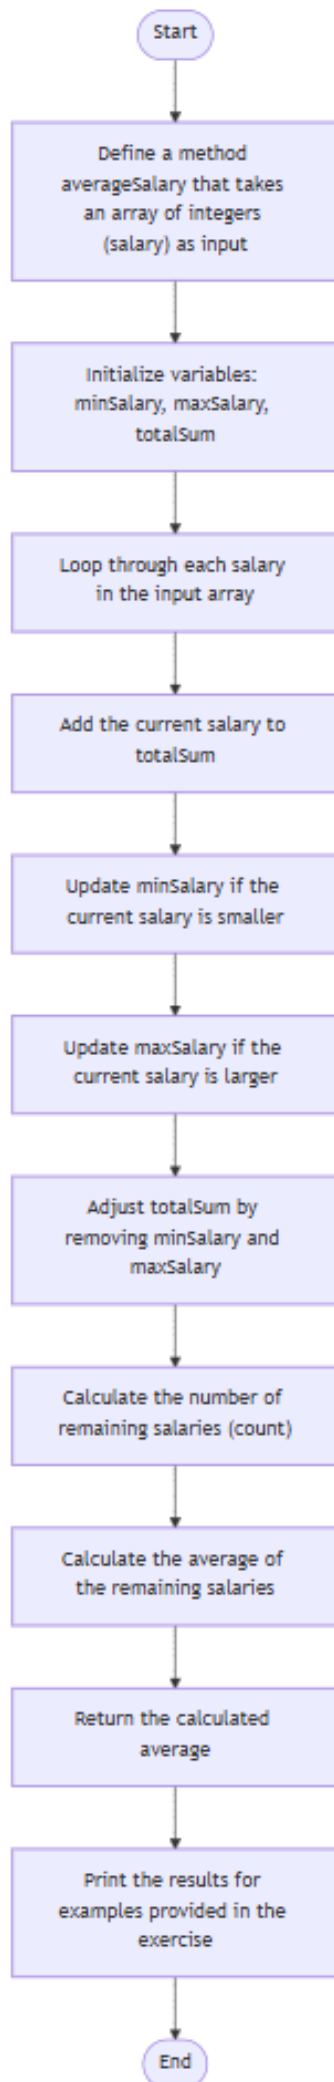 Start
Define a method
averageSalary that takes
an array of integers
(salary) as input
Initialize variables:
minSalary, maxSalary,
totalSum
Loop through each salary
in the input array
Add the current salary to
totalSum
Update minSalary if the
current salary is smaller
Update maxSalary if the
current salary is larger
Adjust totalSum by
removing minSalary and
maxSalary
Calculate the number of
remaining salaries (count)
Calculate the average of
the remaining salaries
Return the calculated
average
Print the results for
examples provided in the
exercise
End